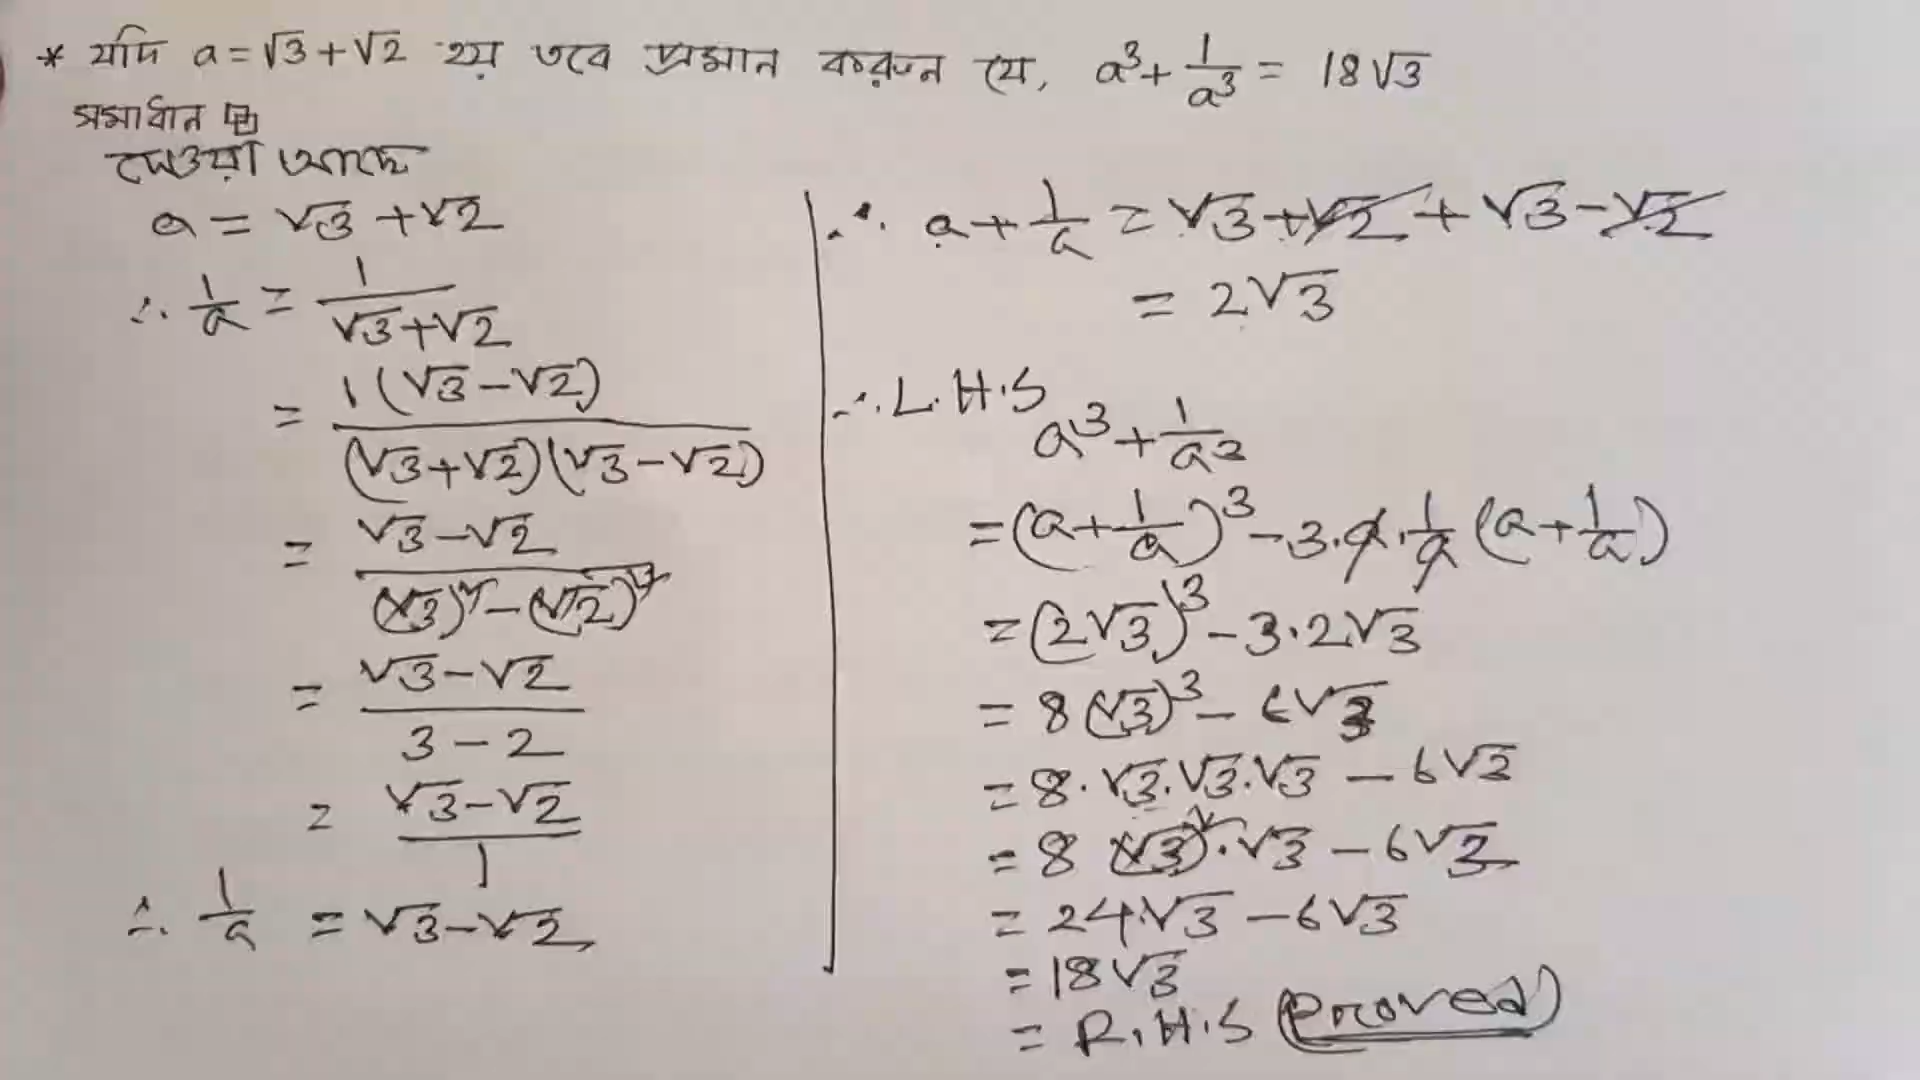 * যদি a = √3 + √2 হয় তবে প্রমান করুন যে, a³ + 1/a³ = 18√3
সমাধান
দেওয়া আছে
a = √3 + √2
∴ 1/a = 1/(√3+√2)
= 1(√3-√2)/(√3+√2)(√3-√2)
= (√3-√2)/((√3)² - (√2)²)
= (√3-√2)/(3-2)
= (√3-√2)/1
∴ 1/a = √3-√2
∴ a + 1/a = √3+√2 + √3-√2
= 2√3
∴ L.H.S
a³ + 1/a³
= (a + 1/a)³ - 3.a.1/a (a + 1/a)
= (2√3)³ - 3.2√3
= 8(√3)³ - 6√3
= 8.√3.√3.√3 - 6√3
= 8 (√3)².√3 - 6√3
= 24√3 - 6√3
= 18√3
= R.H.S (Proved)